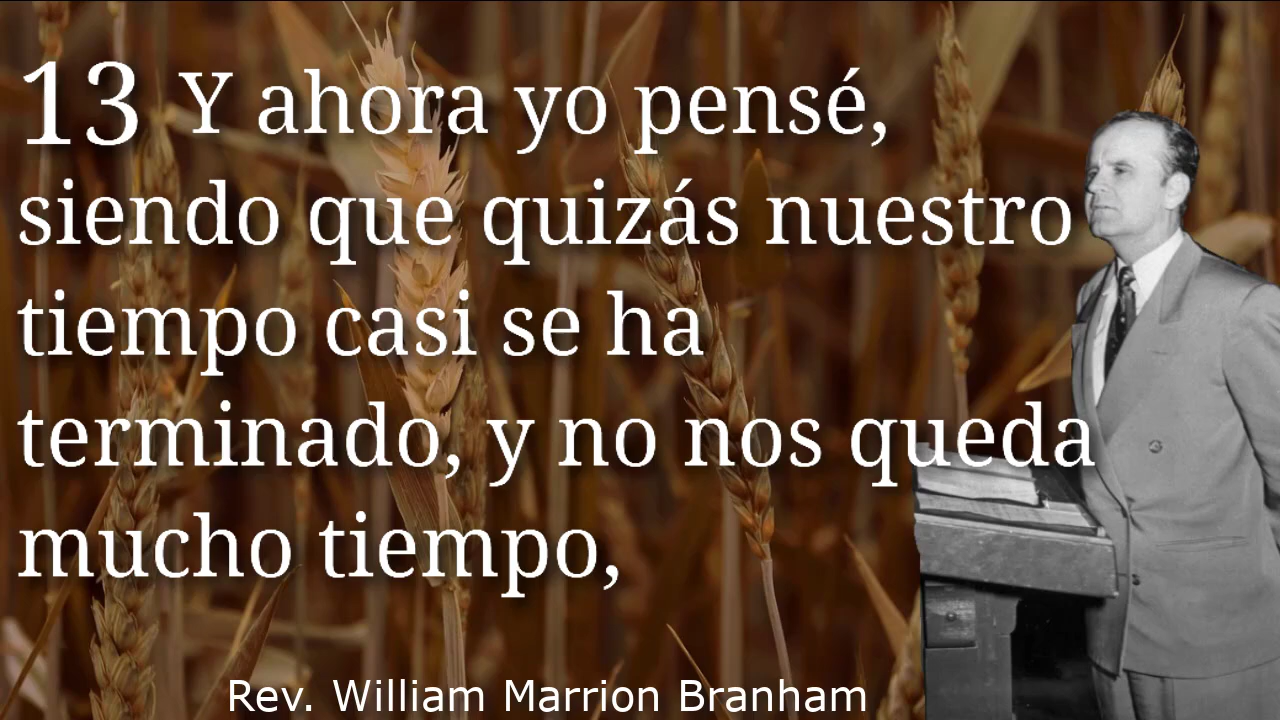 13 Y ahora yo pensé,
siendo que quizás nuestro
tiempo casi se ha
terminado, y no nos queda
mucho tiempo,
Rev. William Marrion Branham